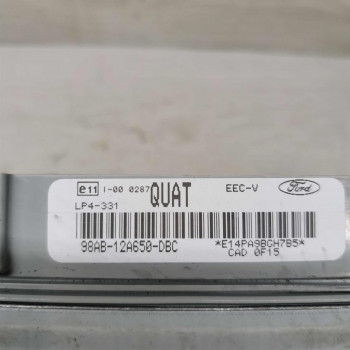 e11 I-00 0287 QUAT EEC-V Ford
LP4-331
98AB-12A650-DBC *E14PA9BGH7B5*
CAD 0F15